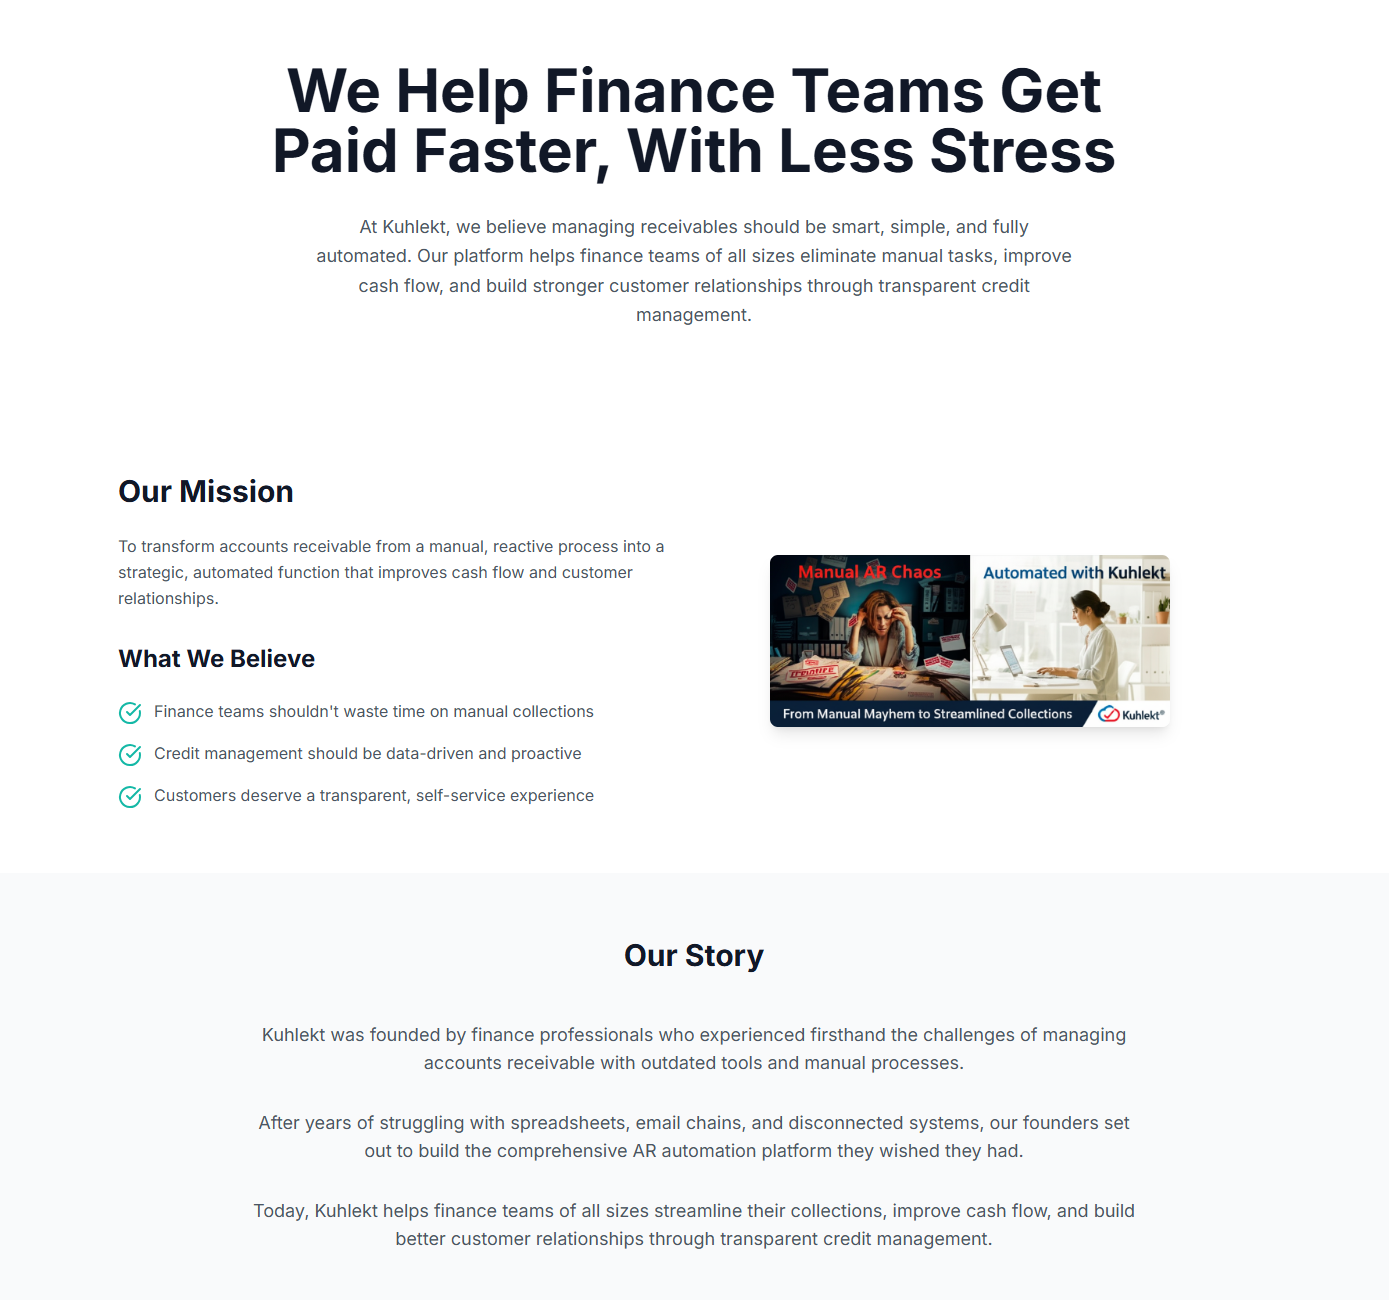 We Help Finance Teams Get
Paid Faster, With Less Stress
At Kuhlekt, we believe managing receivables should be smart, simple, and fully
automated. Our platform helps finance teams of all sizes eliminate manual tasks, improve
cash flow, and build stronger customer relationships through transparent credit
management.
Our Mission
To transform accounts receivable from a manual, reactive process into a
strategic, automated function that improves cash flow and customer
relationships.
What We Believe
Finance teams shouldn't waste time on manual collections
Credit management should be data-driven and proactive
Customers deserve a transparent, self-service experience
Manual AR Chaos
Automated with Kuhlekt
From Manual Mayhem to Streamlined Collections
Kuhlekt®
Our Story
Kuhlekt was founded by finance professionals who experienced firsthand the challenges of managing
accounts receivable with outdated tools and manual processes.
After years of struggling with spreadsheets, email chains, and disconnected systems, our founders set
out to build the comprehensive AR automation platform they wished they had.
Today, Kuhlekt helps finance teams of all sizes streamline their collections, improve cash flow, and build
better customer relationships through transparent credit management.